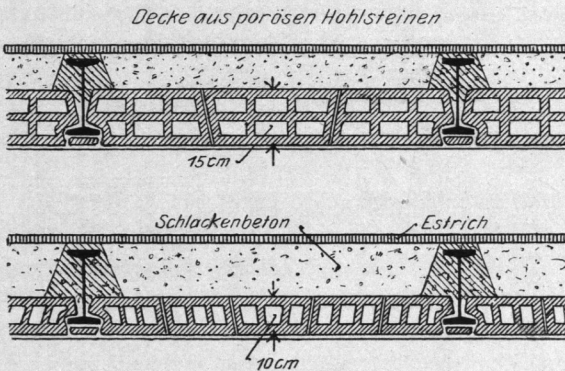 Decke aus porösen Hohlsteinen
15cm
Schlackenbeton
Estrich
10cm